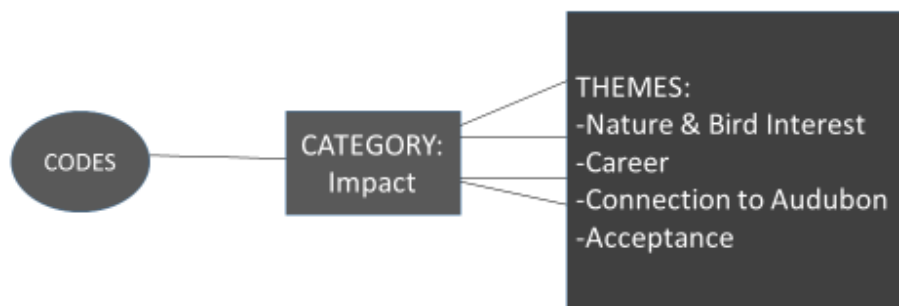 CODES
CATEGORY:
Impact
THEMES:
-Nature & Bird Interest
-Career
-Connection to Audubon
-Acceptance